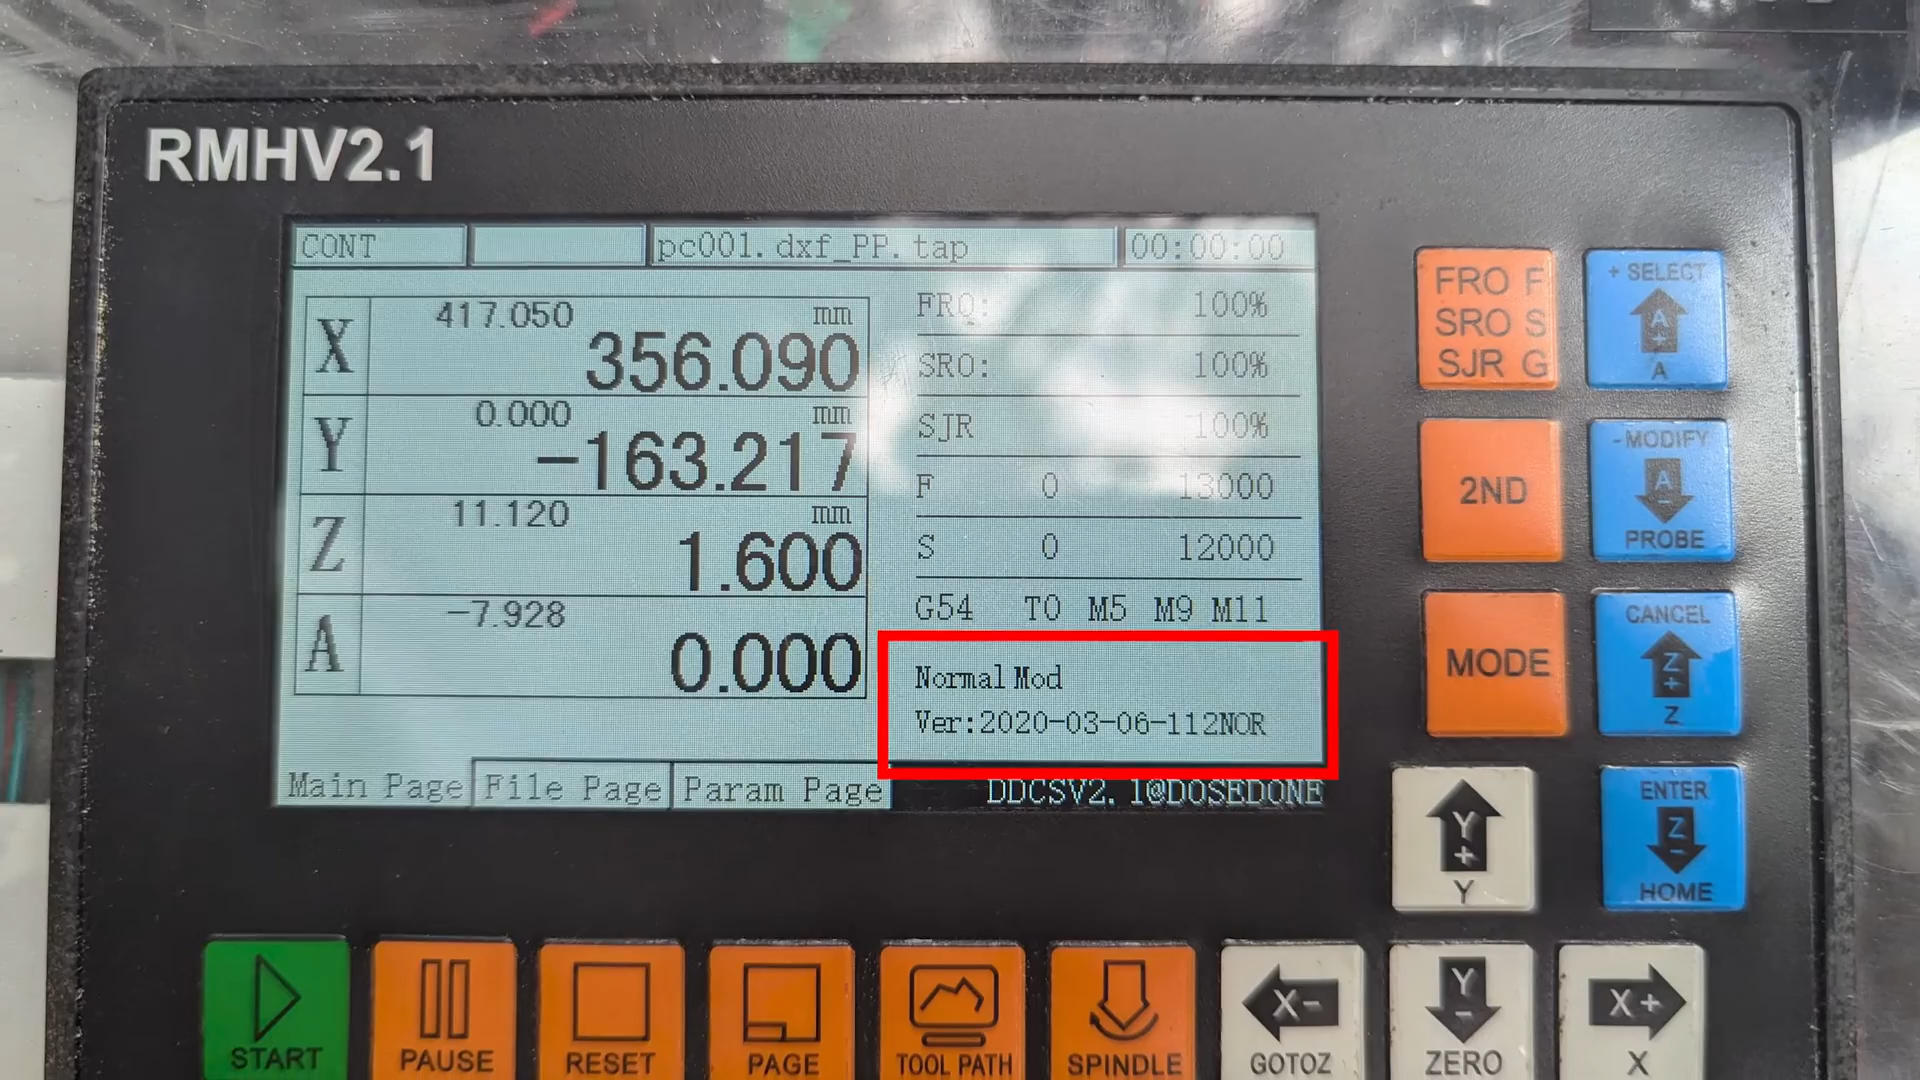 RMHV2.1
CONT pc001.dxf_PP.tap 00:00:00
X 417.050 mm
356.090
Y 0.000 mm
-163.217
Z 11.120 mm
1.600
A -7.928
0.000
FRO: 100%
SRO: 100%
SJR 100%
F 0 13000
S 0 12000
G54 T0 M5 M9 M11
Normal Mod
Ver:2020-03-06-112NOR
Main Page File Page Param Page DDCSV2.1@DOSEDONE
FRO F
SRO S
SJR G
+ SELECT
A
+
A
2ND
-MODIFY
A
-
PROBE
MODE
CANCEL
Z
+
Z
Y
+
Y
ENTER
Z
-
HOME
START
PAUSE
RESET
PAGE
TOOL PATH
SPINDLE
X-
GOTOZ
Y
-
ZERO
X+
X